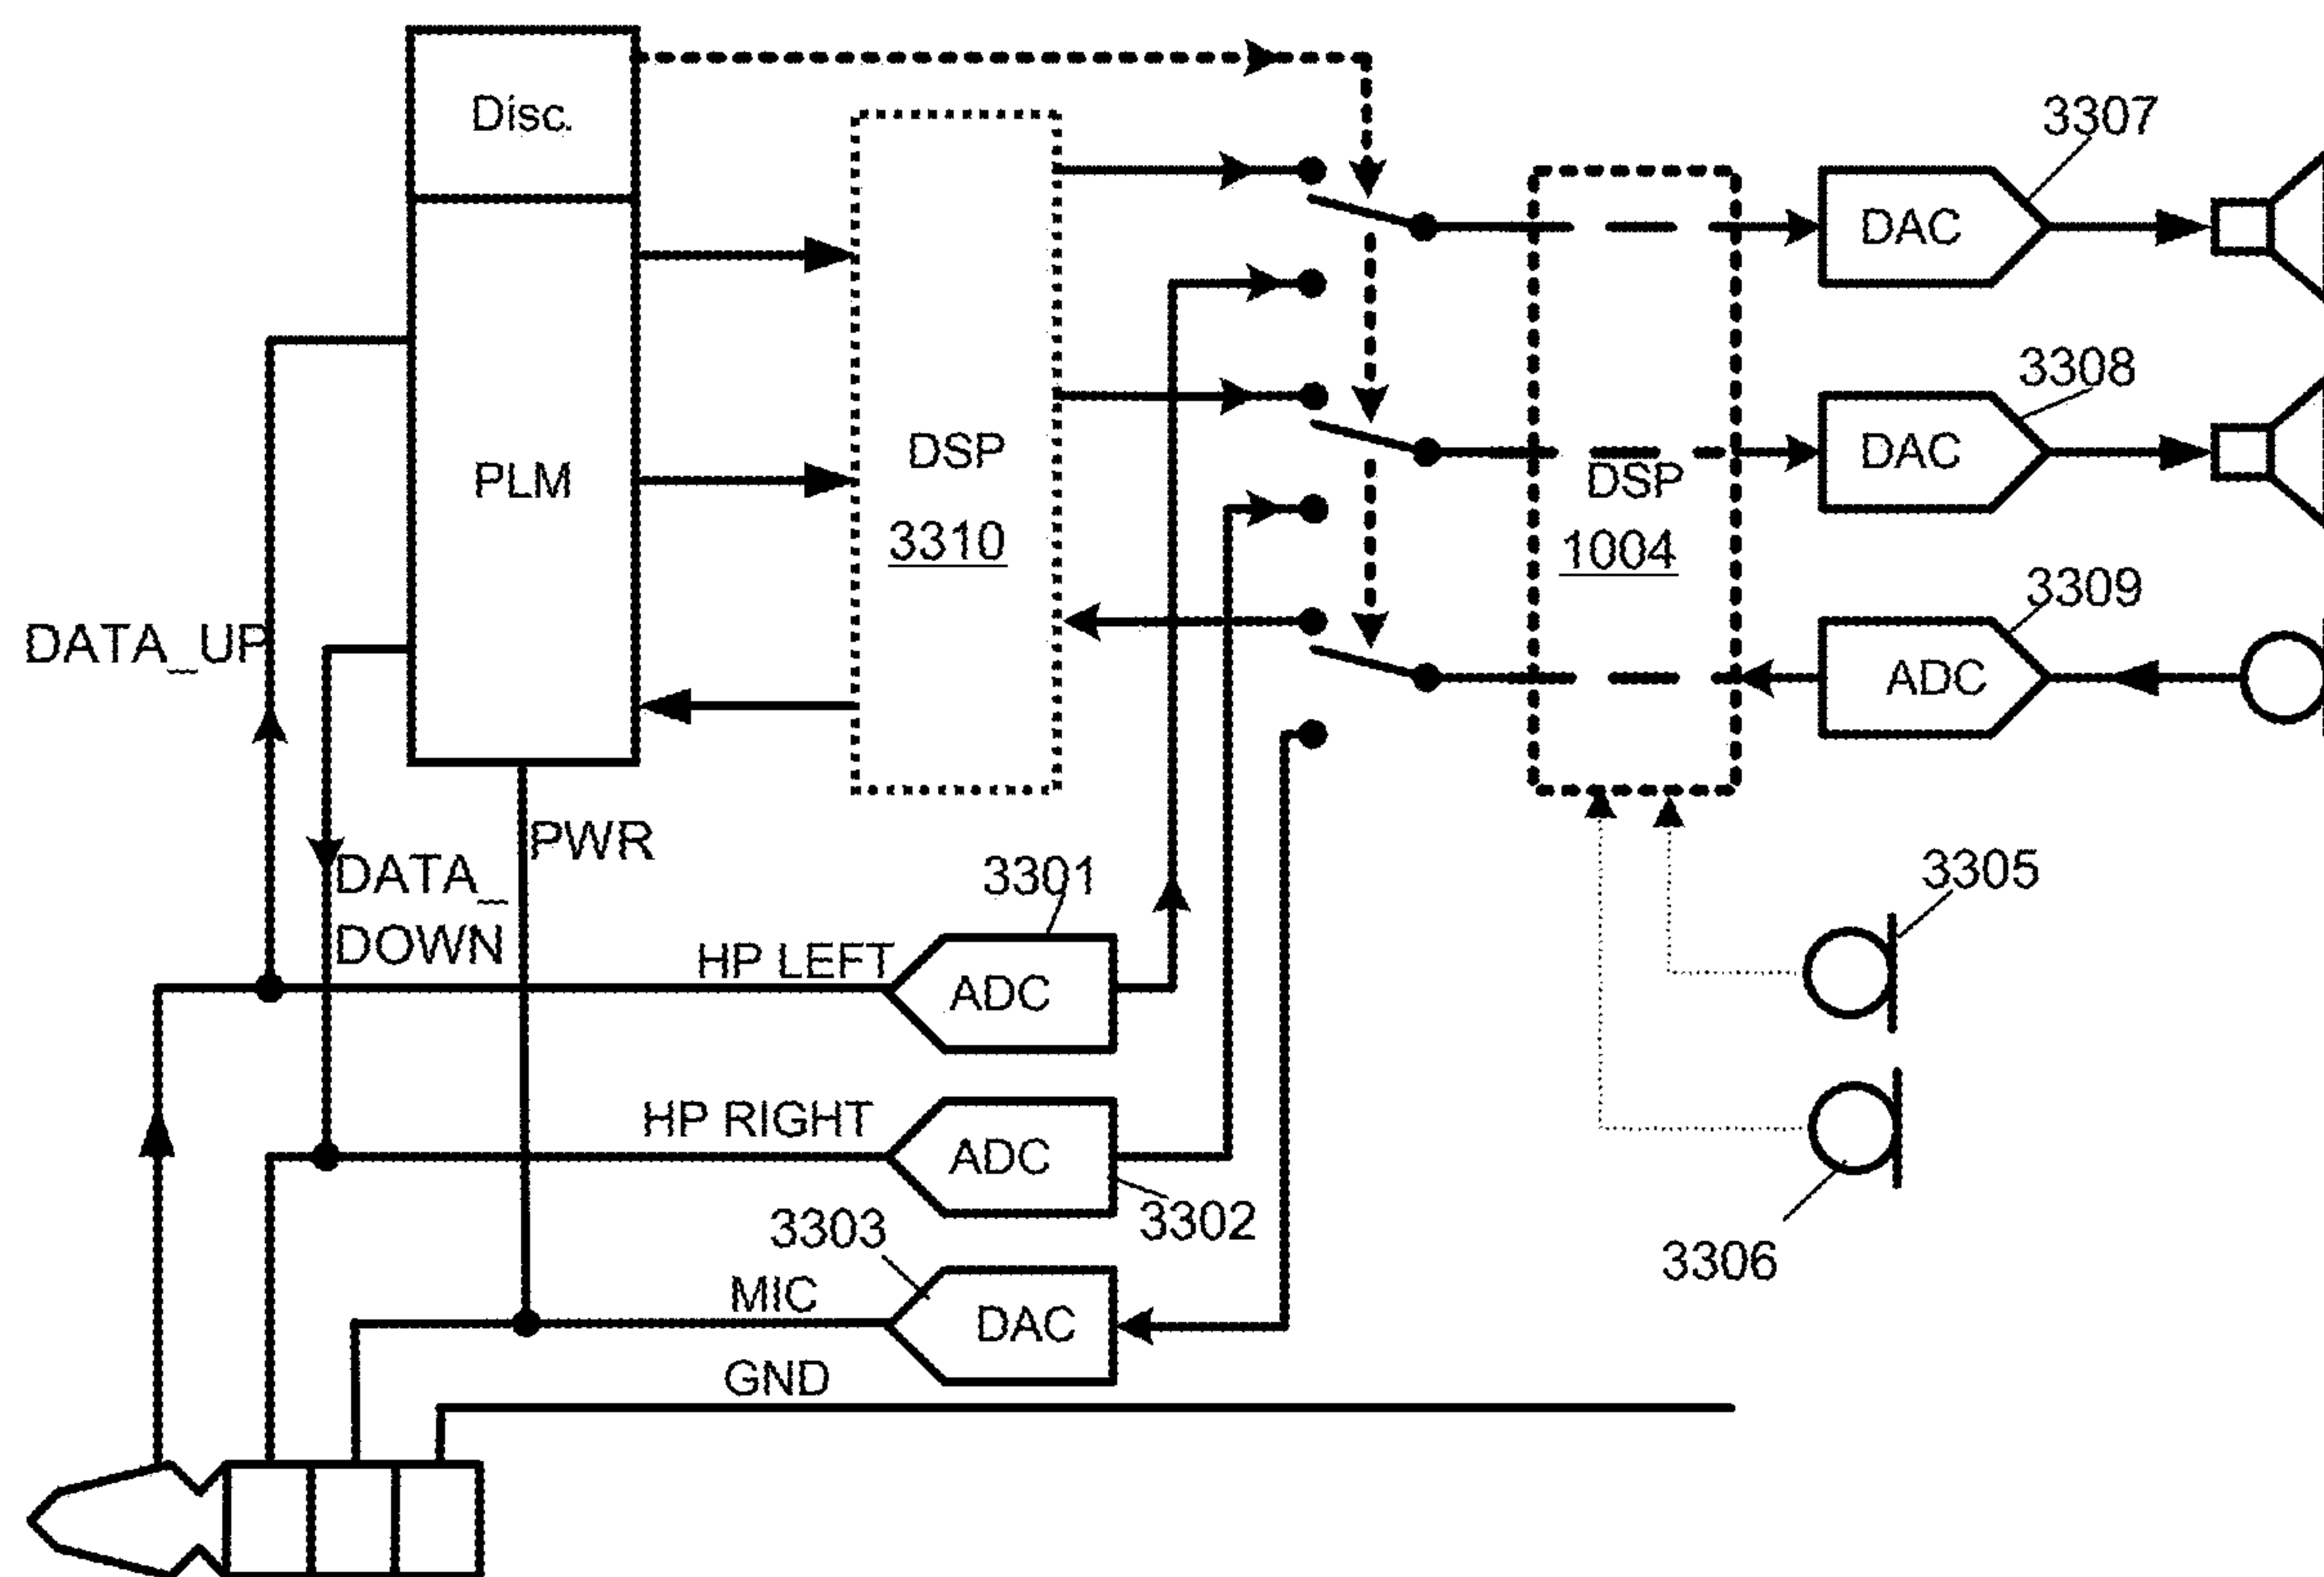 Disc.
3307
DAC
3308
DAC
DSP
PLM
DSP
3310
1004
3309
DATA_UP
ADC
PWR
DATA_
DOWN
3301
3305
HP LEFT
ADC
HP RIGHT
ADC
3303
3302
3306
MIC
DAC
GND